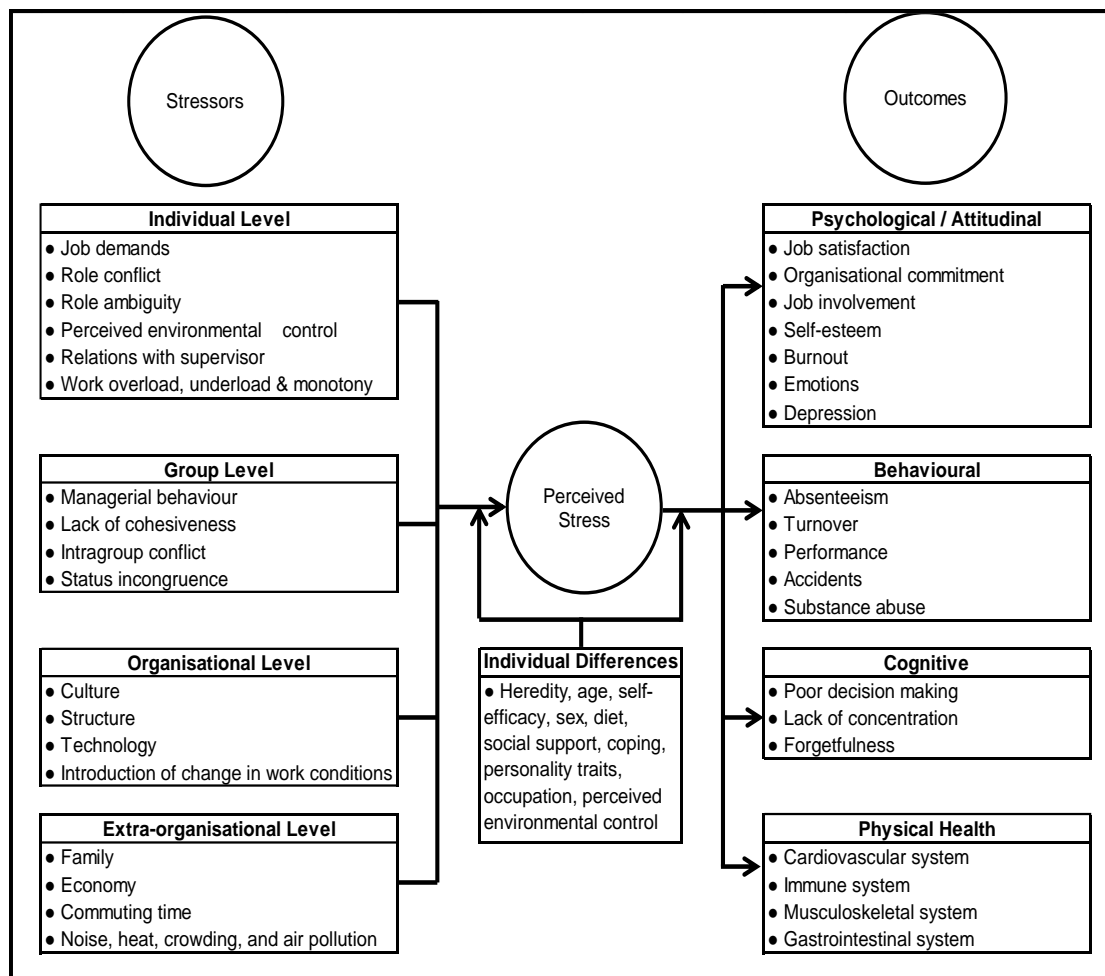 Stressors
Outcomes
Individual Level
● Job demands
● Role conflict
● Role ambiguity
● Perceived environmental control
● Relations with supervisor
● Work overload, underload & monotony
Group Level
● Managerial behaviour
● Lack of cohesiveness
● Intragroup conflict
● Status incongruence
Organisational Level
● Culture
● Structure
● Technology
● Introduction of change in work conditions
Extra-organisational Level
● Family
● Economy
● Commuting time
● Noise, heat, crowding, and air pollution
Perceived
Stress
Individual Differences
● Heredity, age, self-
efficacy, sex, diet,
social support, coping,
personality traits,
occupation, perceived
environmental control
Psychological / Attitudinal
● Job satisfaction
● Organisational commitment
● Job involvement
● Self-esteem
● Burnout
● Emotions
● Depression
Behavioural
● Absenteeism
● Turnover
● Performance
● Accidents
● Substance abuse
Cognitive
● Poor decision making
● Lack of concentration
● Forgetfulness
Physical Health
● Cardiovascular system
● Immune system
● Musculoskeletal system
● Gastrointestinal system